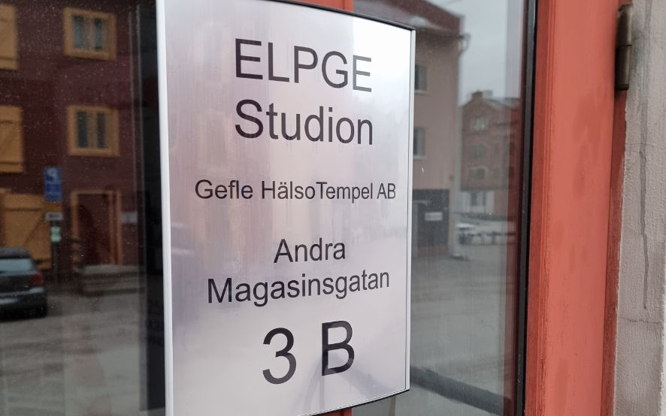 ELPGE
Studion
Gefle HälsoTempel AB
Andra
Magasinsgatan
3 B